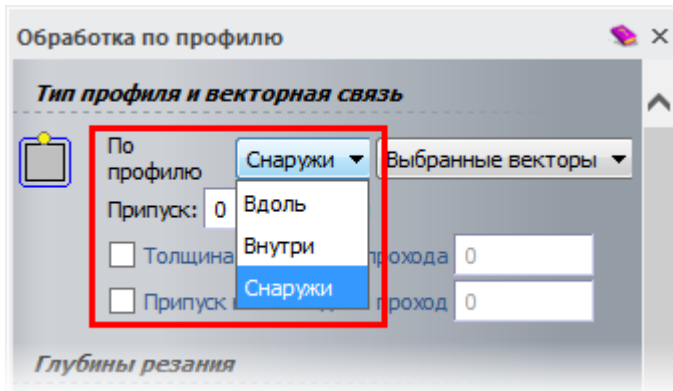 Обработка по профилю
Тип профиля и векторная связь
По профилю Снаружи Выбранные векторы
Припуск: 0
Вдоль
Внутри
Снаружи
Толщина прохода 0
Припуск проход 0
Глубины резания